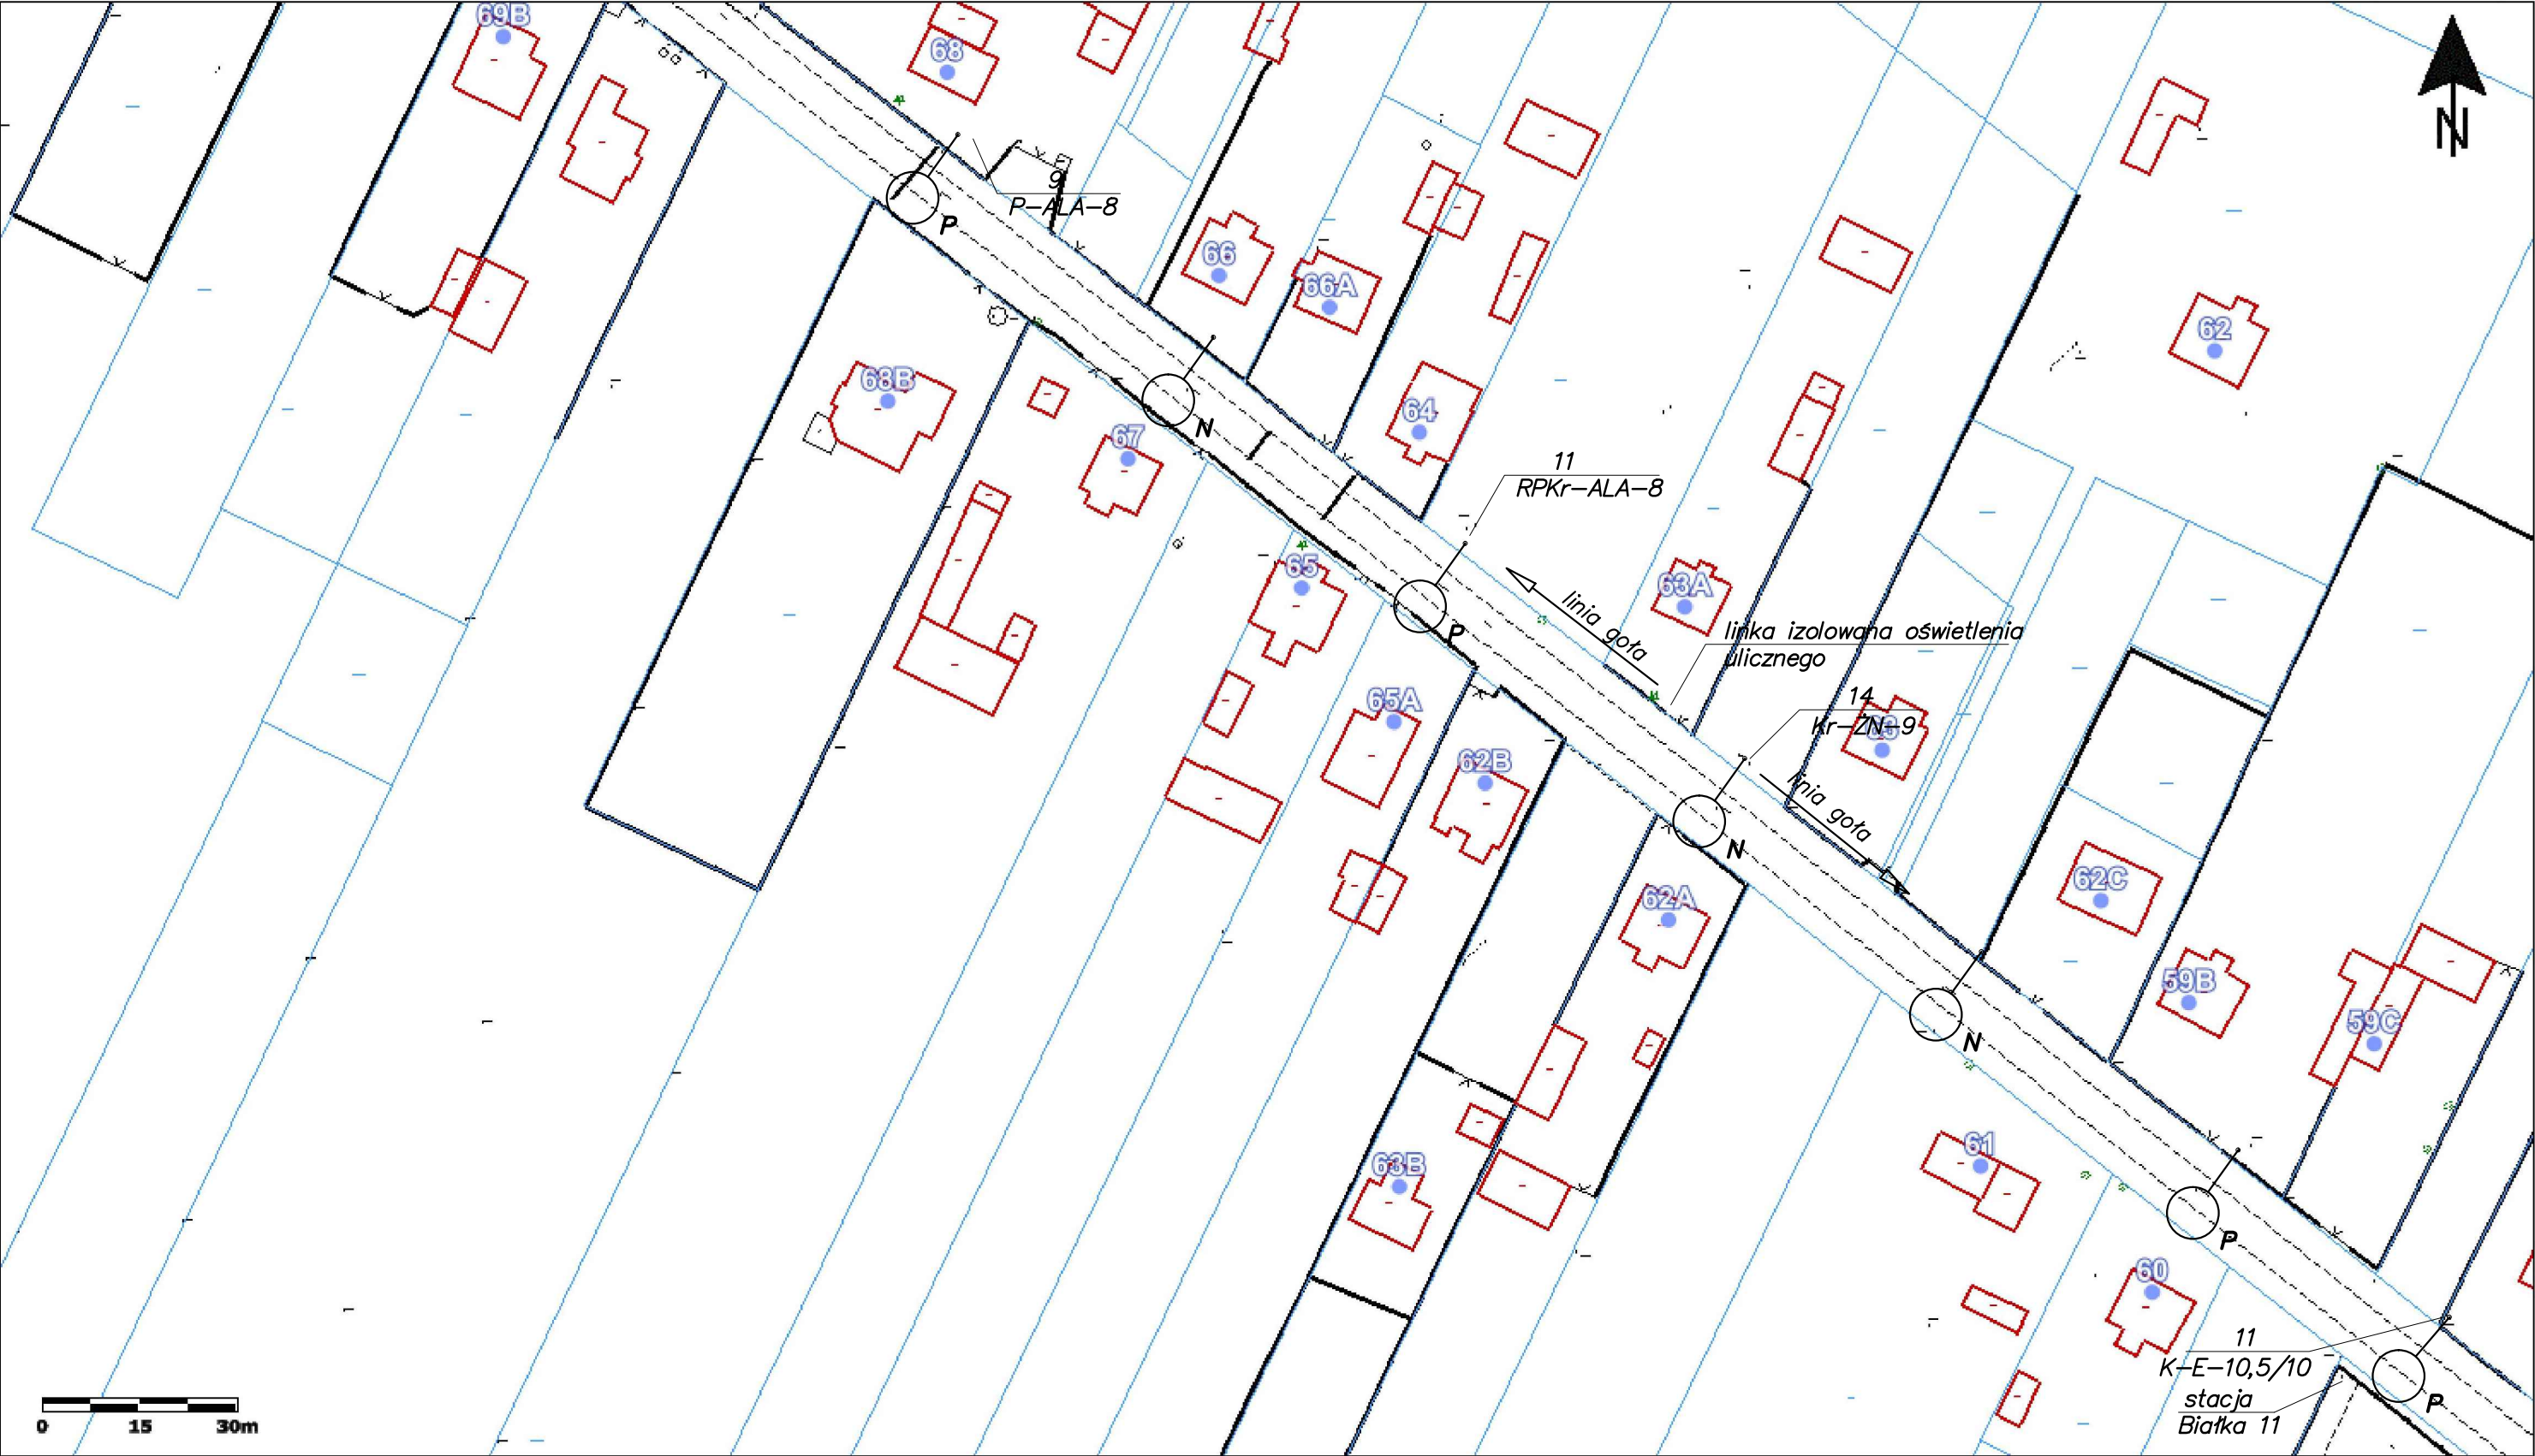 69B
68
N
9
P-ALA-8
P
66
66A
62
68B
64
67
N
11
RPKr-ALA-8
65
63A
linia goła
P
linka izolowana oświetlenia
ulicznego
65A
14
Kr-ŻN-9
62B
linia goła
N
62C
62A
59B
59C
N
61
63B
P
60
11
K-E-10,5/10
stacja
Białka 11
P
0 15 30m